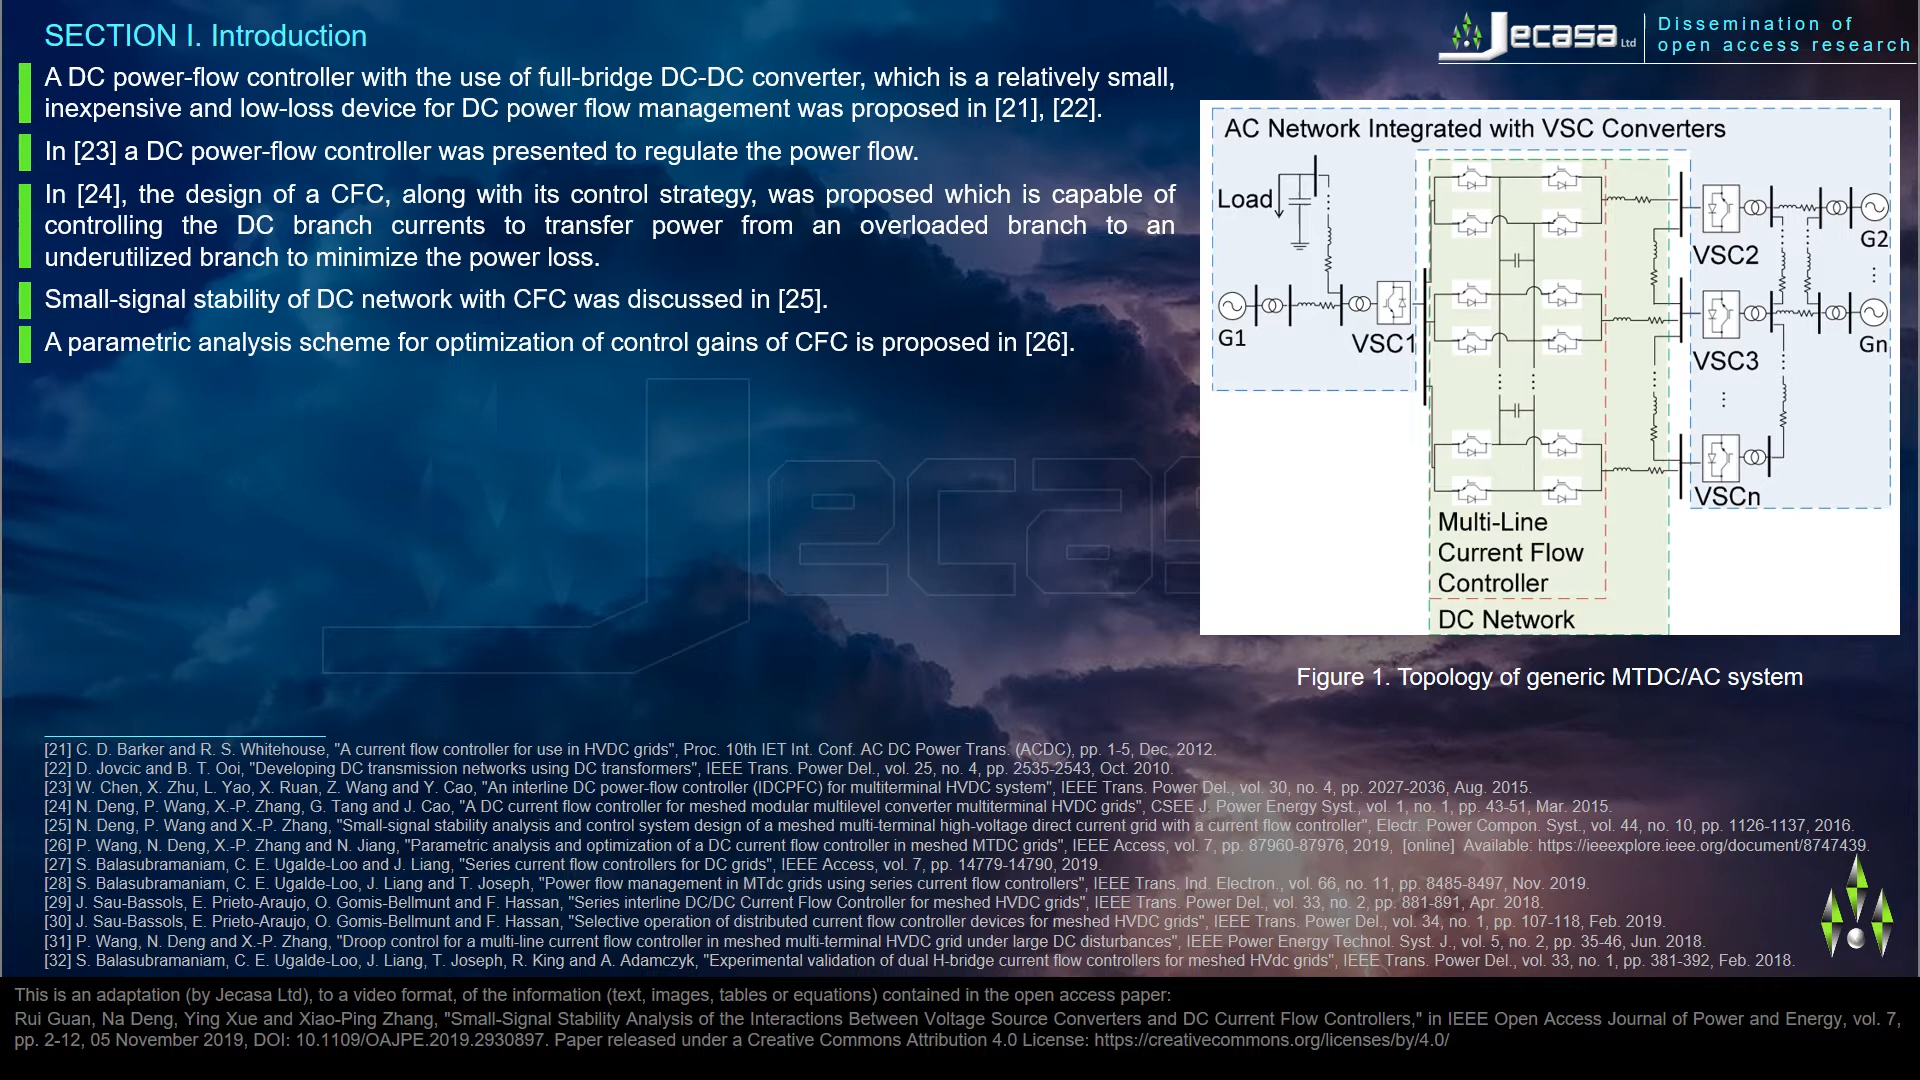 SECTION I. Introduction
Jecasa Ltd
Dissemination of
open access research
A DC power-flow controller with the use of full-bridge DC-DC converter, which is a relatively small,
inexpensive and low-loss device for DC power flow management was proposed in [21], [22].
In [23] a DC power-flow controller was presented to regulate the power flow.
In [24], the design of a CFC, along with its control strategy, was proposed which is capable of
controlling the DC branch currents to transfer power from an overloaded branch to an
underutilized branch to minimize the power loss.
Small-signal stability of DC network with CFC was discussed in [25].
A parametric analysis scheme for optimization of control gains of CFC is proposed in [26].
AC Network Integrated with VSC Converters
Load
G1
VSC1
VSC2
G2
VSC3
Gn
VSCn
Multi-Line
Current Flow
Controller
DC Network
Figure 1. Topology of generic MTDC/AC system
Jecas
[21] C. D. Barker and R. S. Whitehouse, "A current flow controller for use in HVDC grids", Proc. 10th IET Int. Conf. AC DC Power Trans. (ACDC), pp. 1-5, Dec. 2012.
[22] D. Jovcic and B. T. Ooi, "Developing DC transmission networks using DC transformers", IEEE Trans. Power Del., vol. 25, no. 4, pp. 2535-2543, Oct. 2010.
[23] W. Chen, X. Zhu, L. Yao, X. Ruan, Z. Wang and Y. Cao, "An interline DC power-flow controller (IDCPFC) for multiterminal HVDC system", IEEE Trans. Power Del., vol. 30, no. 4, pp. 2027-2036, Aug. 2015.
[24] N. Deng, P. Wang, X.-P. Zhang, G. Tang and J. Cao, "A DC current flow controller for meshed modular multilevel converter multiterminal HVDC grids", CSEE J. Power Energy Syst., vol. 1, no. 1, pp. 43-51, Mar. 2015.
[25] N. Deng, P. Wang and X.-P. Zhang, "Small-signal stability analysis and control system design of a meshed multi-terminal high-voltage direct current grid with a current flow controller", Electr. Power Compon. Syst., vol. 44, no. 10, pp. 1126-1137, 2016.
[26] P. Wang, N. Deng, X.-P. Zhang and N. Jiang, "Parametric analysis and optimization of a DC current flow controller in meshed MTDC grids", IEEE Access, vol. 7, pp. 87960-87976, 2019, [online] Available: https://ieeexplore.ieee.org/document/8747439.
[27] S. Balasubramaniam, C. E. Ugalde-Loo and J. Liang, "Series current flow controllers for DC grids", IEEE Access, vol. 7, pp. 14779-14790, 2019.
[28] S. Balasubramaniam, C. E. Ugalde-Loo, J. Liang and T. Joseph, "Power flow management in MTdc grids using series current flow controllers", IEEE Trans. Ind. Electron., vol. 66, no. 11, pp. 8485-8497, Nov. 2019.
[29] J. Sau-Bassols, E. Prieto-Araujo, O. Gomis-Bellmunt and F. Hassan, "Series interline DC/DC Current Flow Controller for meshed HVDC grids", IEEE Trans. Power Del., vol. 33, no. 2, pp. 881-891, Apr. 2018.
[30] J. Sau-Bassols, E. Prieto-Araujo, O. Gomis-Bellmunt and F. Hassan, "Selective operation of distributed current flow controller devices for meshed HVDC grids", IEEE Trans. Power Del., vol. 34, no. 1, pp. 107-118, Feb. 2019.
[31] P. Wang, N. Deng and X.-P. Zhang, "Droop control for a multi-line current flow controller in meshed multi-terminal HVDC grid under large DC disturbances", IEEE Power Energy Technol. Syst. J., vol. 5, no. 2, pp. 35-46, Jun. 2018.
[32] S. Balasubramaniam, C. E. Ugalde-Loo, J. Liang, T. Joseph, R. King and A. Adamczyk, "Experimental validation of dual H-bridge current flow controllers for meshed HVdc grids", IEEE Trans. Power Del., vol. 33, no. 1, pp. 381-392, Feb. 2018.
This is an adaptation (by Jecasa Ltd), to a video format, of the information (text, images, tables or equations) contained in the open access paper:
Rui Guan, Na Deng, Ying Xue and Xiao-Ping Zhang, "Small-Signal Stability Analysis of the Interactions Between Voltage Source Converters and DC Current Flow Controllers," in IEEE Open Access Journal of Power and Energy, vol. 7,
pp. 2-12, 05 November 2019, DOI: 10.1109/OAJPE.2019.2930897. Paper released under a Creative Commons Attribution 4.0 License: https://creativecommons.org/licenses/by/4.0/